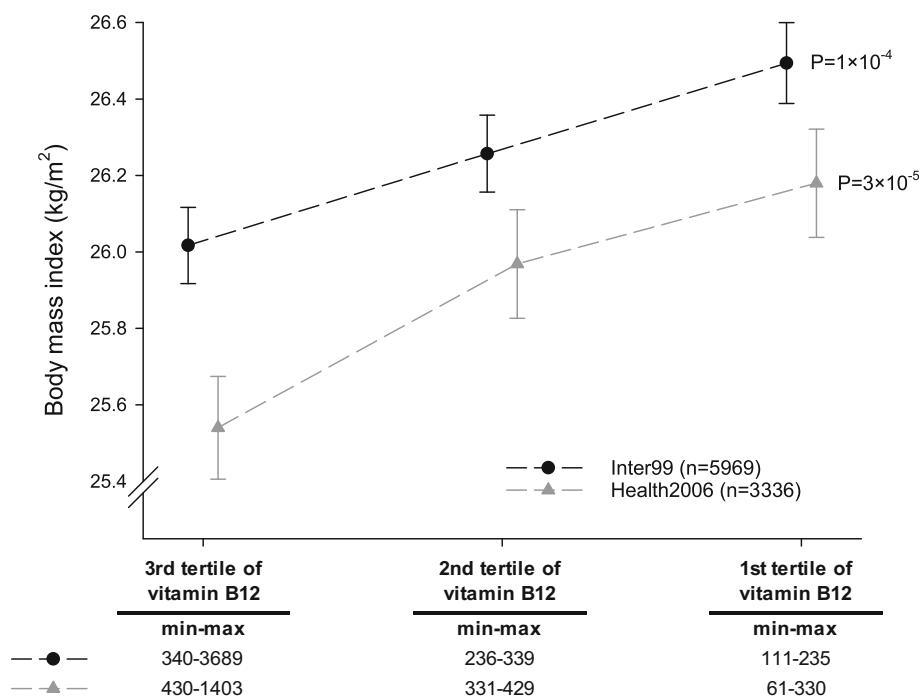 26.6
26.4
26.2
26.0
25.8
25.6
25.4
Body mass index (kg/m²)
P=1×10⁻⁴
P=3×10⁻⁵
Inter99 (n=5969)
Health2006 (n=3336)
3rd tertile of
vitamin B12
2nd tertile of
vitamin B12
1st tertile of
vitamin B12
min-max min-max min-max
340-3689 236-339 111-235
430-1403 331-429 61-330